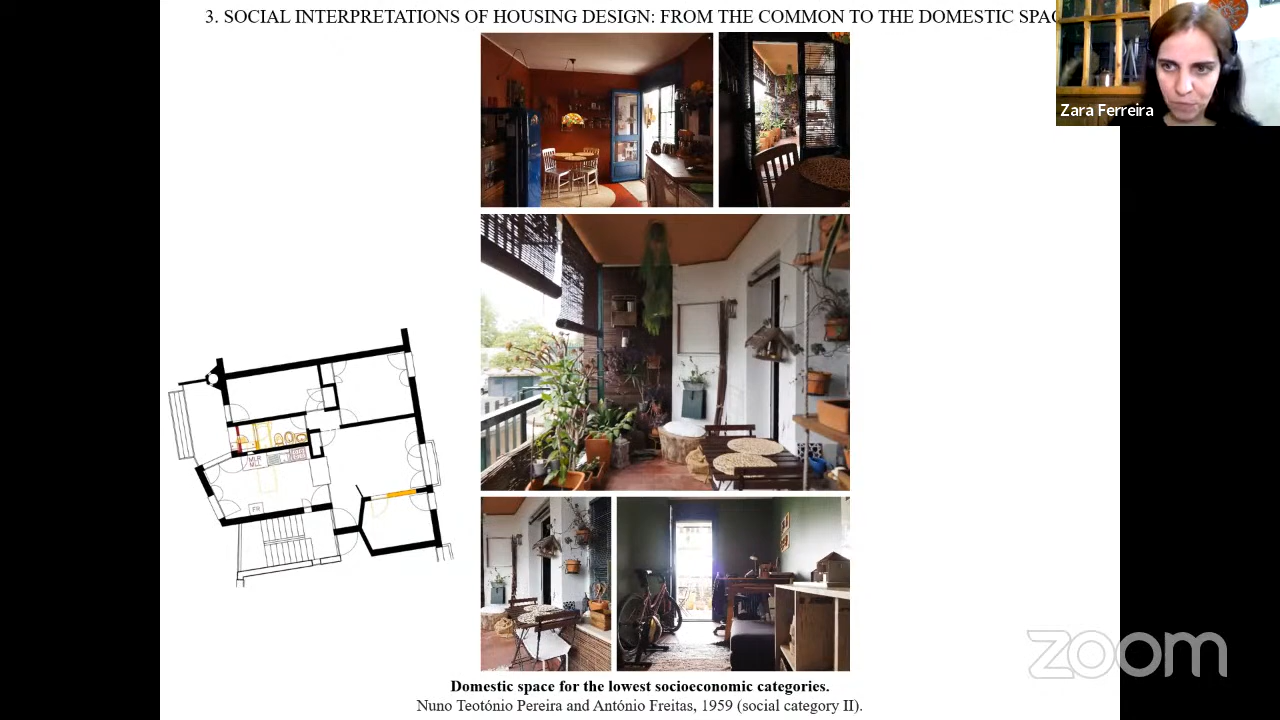 3. SOCIAL INTERPRETATIONS OF HOUSING DESIGN: FROM THE COMMON TO THE DOMESTIC SPAC
Zara Ferreira
zoom
Domestic space for the lowest socioeconomic categories.
Nuno Teotónio Pereira and António Freitas, 1959 (social category II).